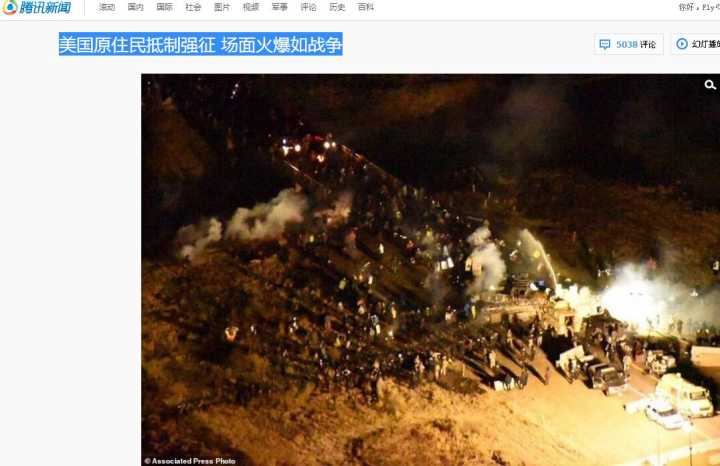 腾讯新闻 滚动 国内 国际 社会 图片 视频 军事 评论 历史 百科 你好，Fly
美国原住民抵制强征 场面火爆如战争
5038 评论 幻灯播
© Associated Press Photo